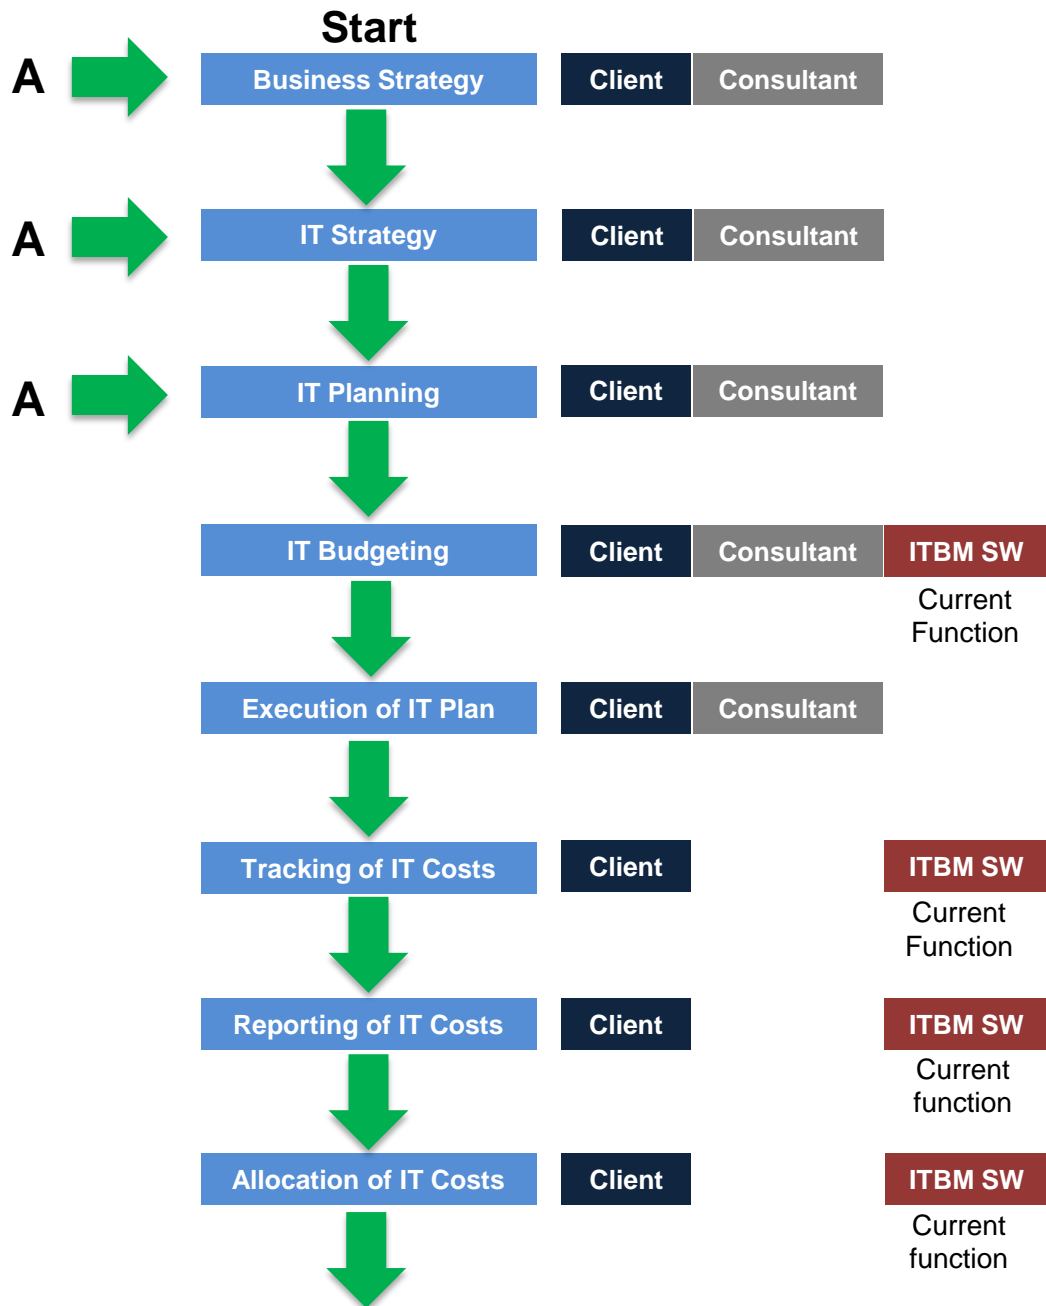 Start
A
Business Strategy
Client
Consultant
A
IT Strategy
Client
Consultant
A
IT Planning
Client
Consultant
IT Budgeting
Client
Consultant
ITBM SW
Current
Function
Execution of IT Plan
Client
Consultant
Tracking of IT Costs
Client
ITBM SW
Current
Function
Reporting of IT Costs
Client
ITBM SW
Current
function
Allocation of IT Costs
Client
ITBM SW
Current
function